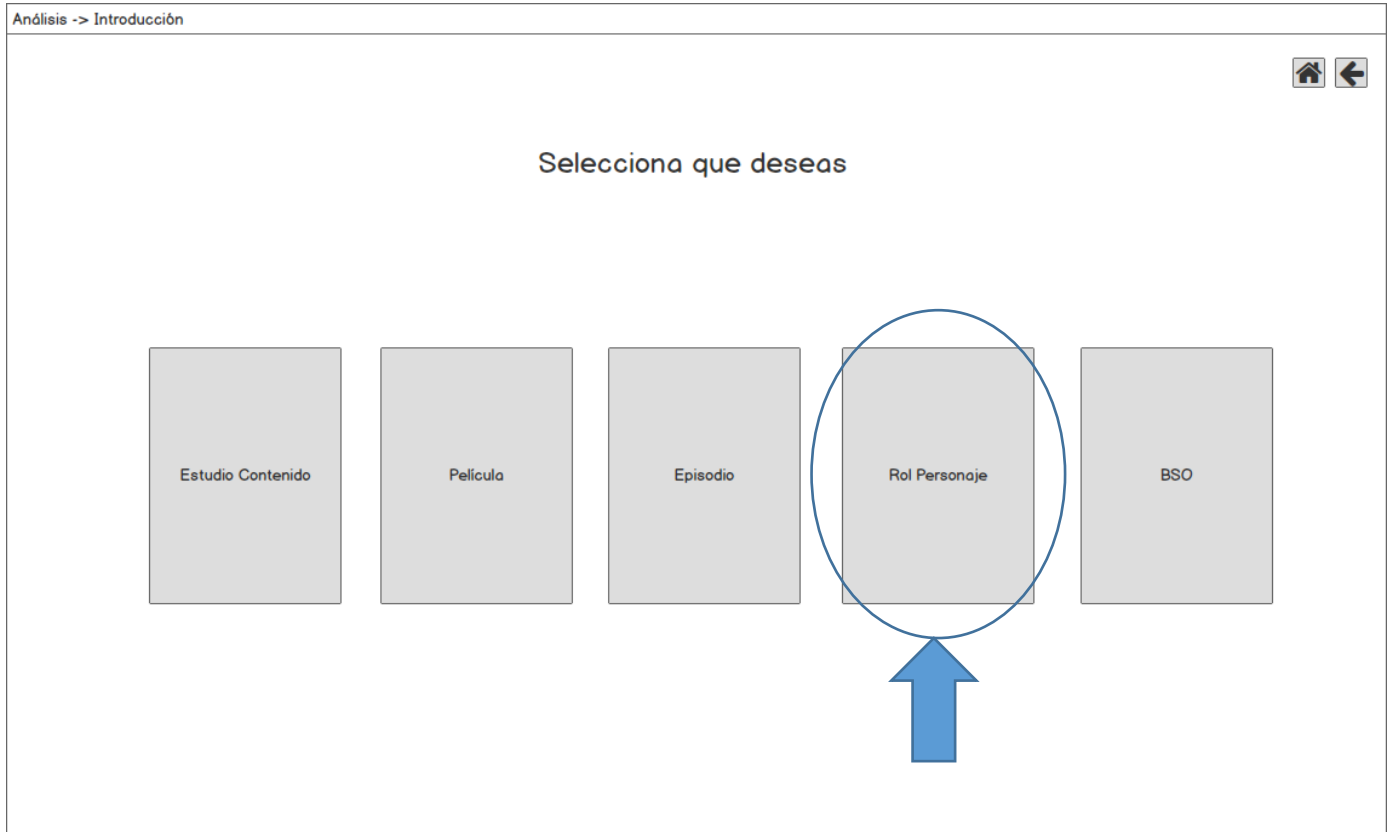 Análisis -> Introducción
Selecciona que deseas
Estudio Contenido
Película
Episodio
Rol Personaje
BSO